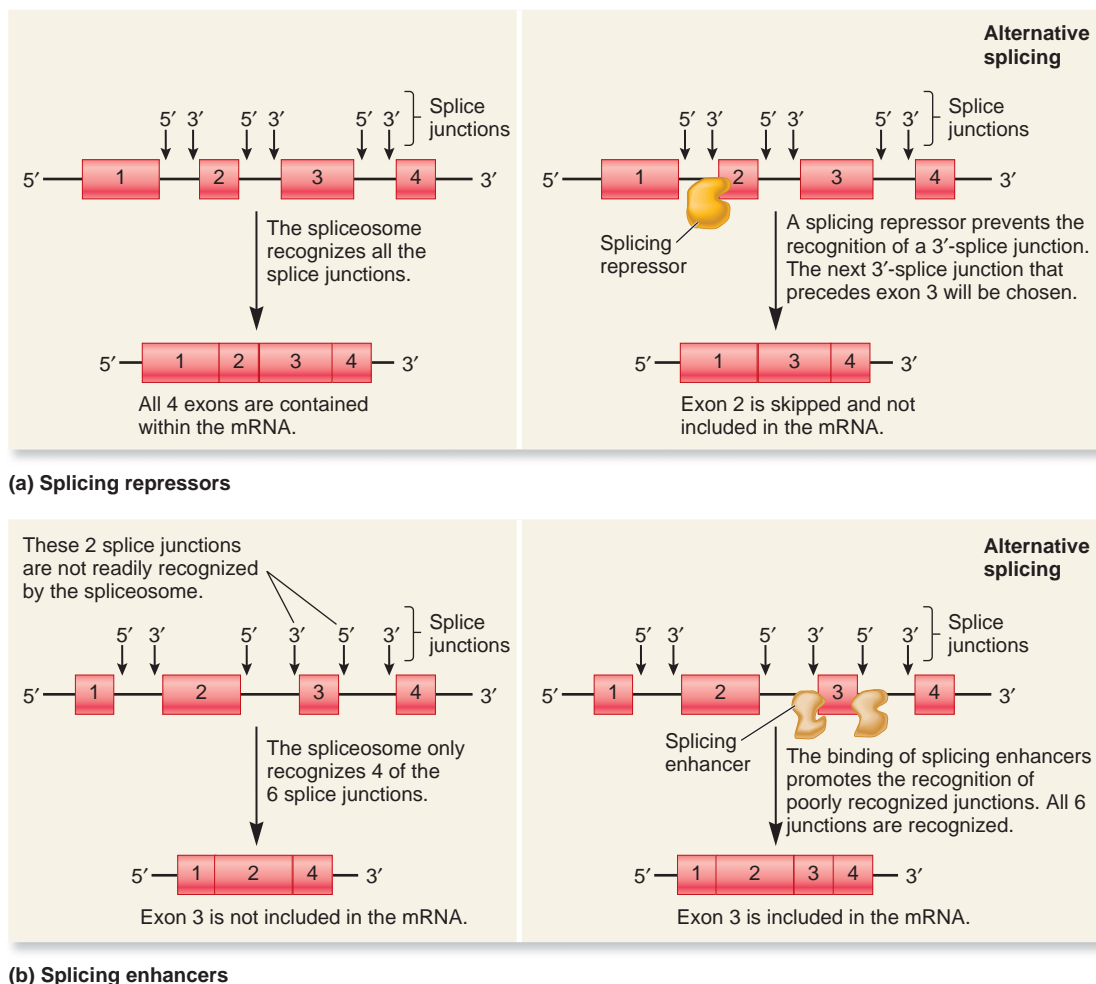 Alternative
splicing
5′ 3′ 5′ 3′ 5′ 3′ Splice
junctions
5′ 1 2 3 4 3′
The spliceosome
recognizes all the
splice junctions.
5′ 1 2 3 4 3′
All 4 exons are contained
within the mRNA.
5′ 3′ 5′ 3′ 5′ 3′ Splice
junctions
5′ 1 2 3 4 3′
Splicing
repressor
A splicing repressor prevents the
recognition of a 3′-splice junction.
The next 3′-splice junction that
precedes exon 3 will be chosen.
5′ 1 3 4 3′
Exon 2 is skipped and not
included in the mRNA.
(a) Splicing repressors
These 2 splice junctions
are not readily recognized
by the spliceosome.
5′ 3′ 5′ 3′ 5′ 3′ Splice
junctions
5′ 1 2 3 4 3′
The spliceosome only
recognizes 4 of the
6 splice junctions.
5′ 1 2 4 3′
Exon 3 is not included in the mRNA.
Alternative
splicing
5′ 3′ 5′ 3′ 5′ 3′ Splice
junctions
5′ 1 2 3 4 3′
Splicing
enhancer
The binding of splicing enhancers
promotes the recognition of
poorly recognized junctions. All 6
junctions are recognized.
5′ 1 2 3 4 3′
Exon 3 is included in the mRNA.
(b) Splicing enhancers